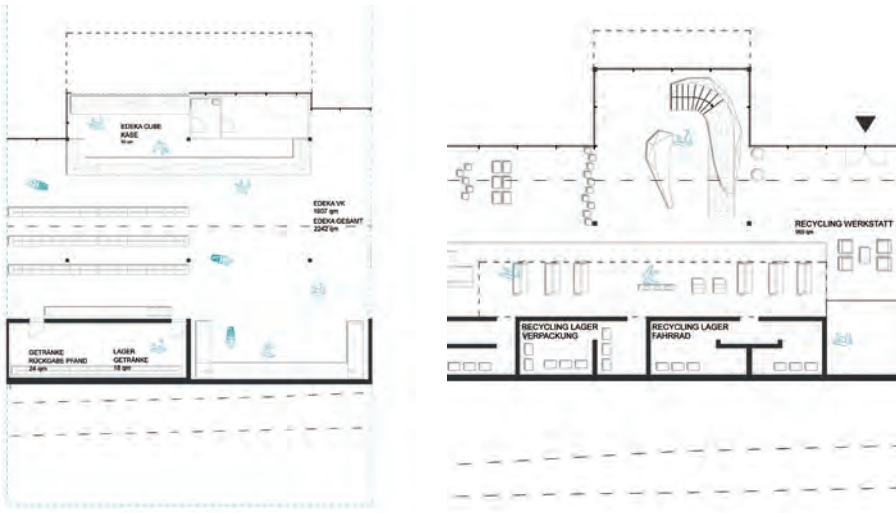 EDEKA CUBE
KÄSE
EDEKA VK
1607 qm
EDEKA GESAMT
2242 qm
GETRÄNKE
RÜCKGABE PFAND
24 qm
LAGER
GETRÄNKE
18 qm
RECYCLING WERKSTATT
RECYCLING LAGER
VERPACKUNG
RECYCLING LAGER
FAHRRAD